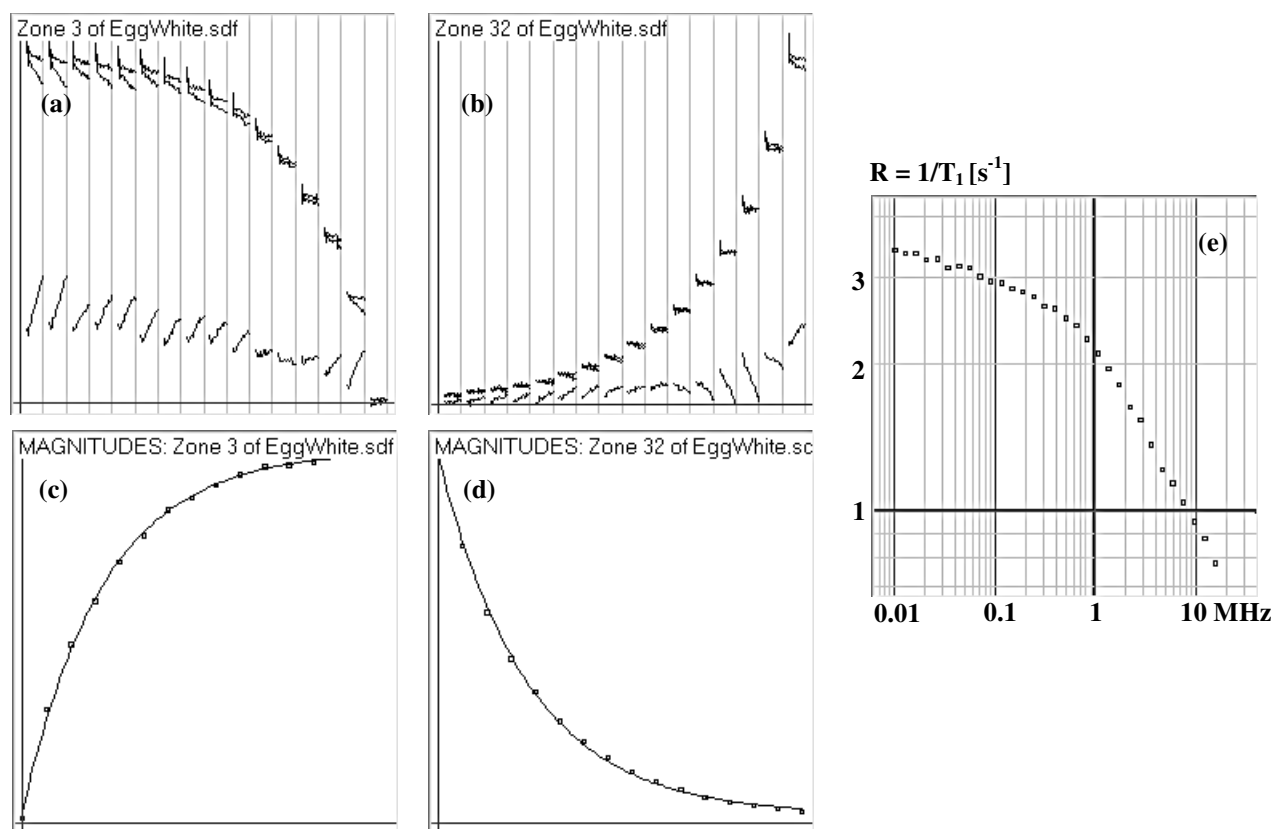 Zone 3 of EggWhite.sdf
(a)
Zone 32 of EggWhite.sdf
(b)
MAGNITUDES: Zone 3 of EggWhite.sdf
(c)
MAGNITUDES: Zone 32 of EggWhite.sc
(d)
R = 1/T₁ [s⁻¹]
(e)
3
2
1
0.01 0.1 1 10 MHz